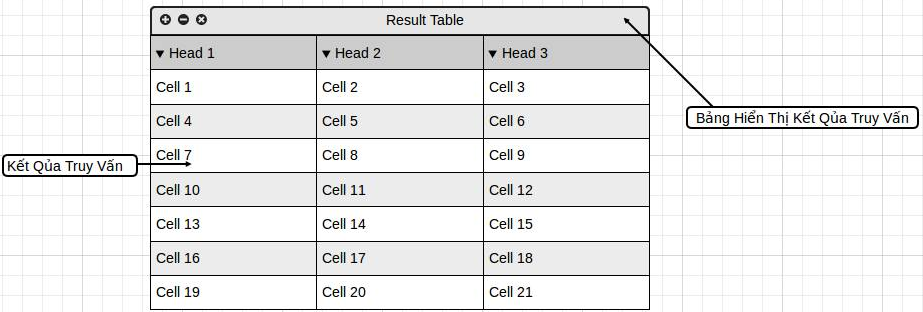 Result Table
Head 1 Head 2 Head 3
Cell 1 Cell 2 Cell 3
Bảng Hiển Thị Kết Qủa Truy Vấn
Cell 4 Cell 5 Cell 6
Cell 7 Cell 8 Cell 9
Kết Qủa Truy Vấn
Cell 10 Cell 11 Cell 12
Cell 13 Cell 14 Cell 15
Cell 16 Cell 17 Cell 18
Cell 19 Cell 20 Cell 21